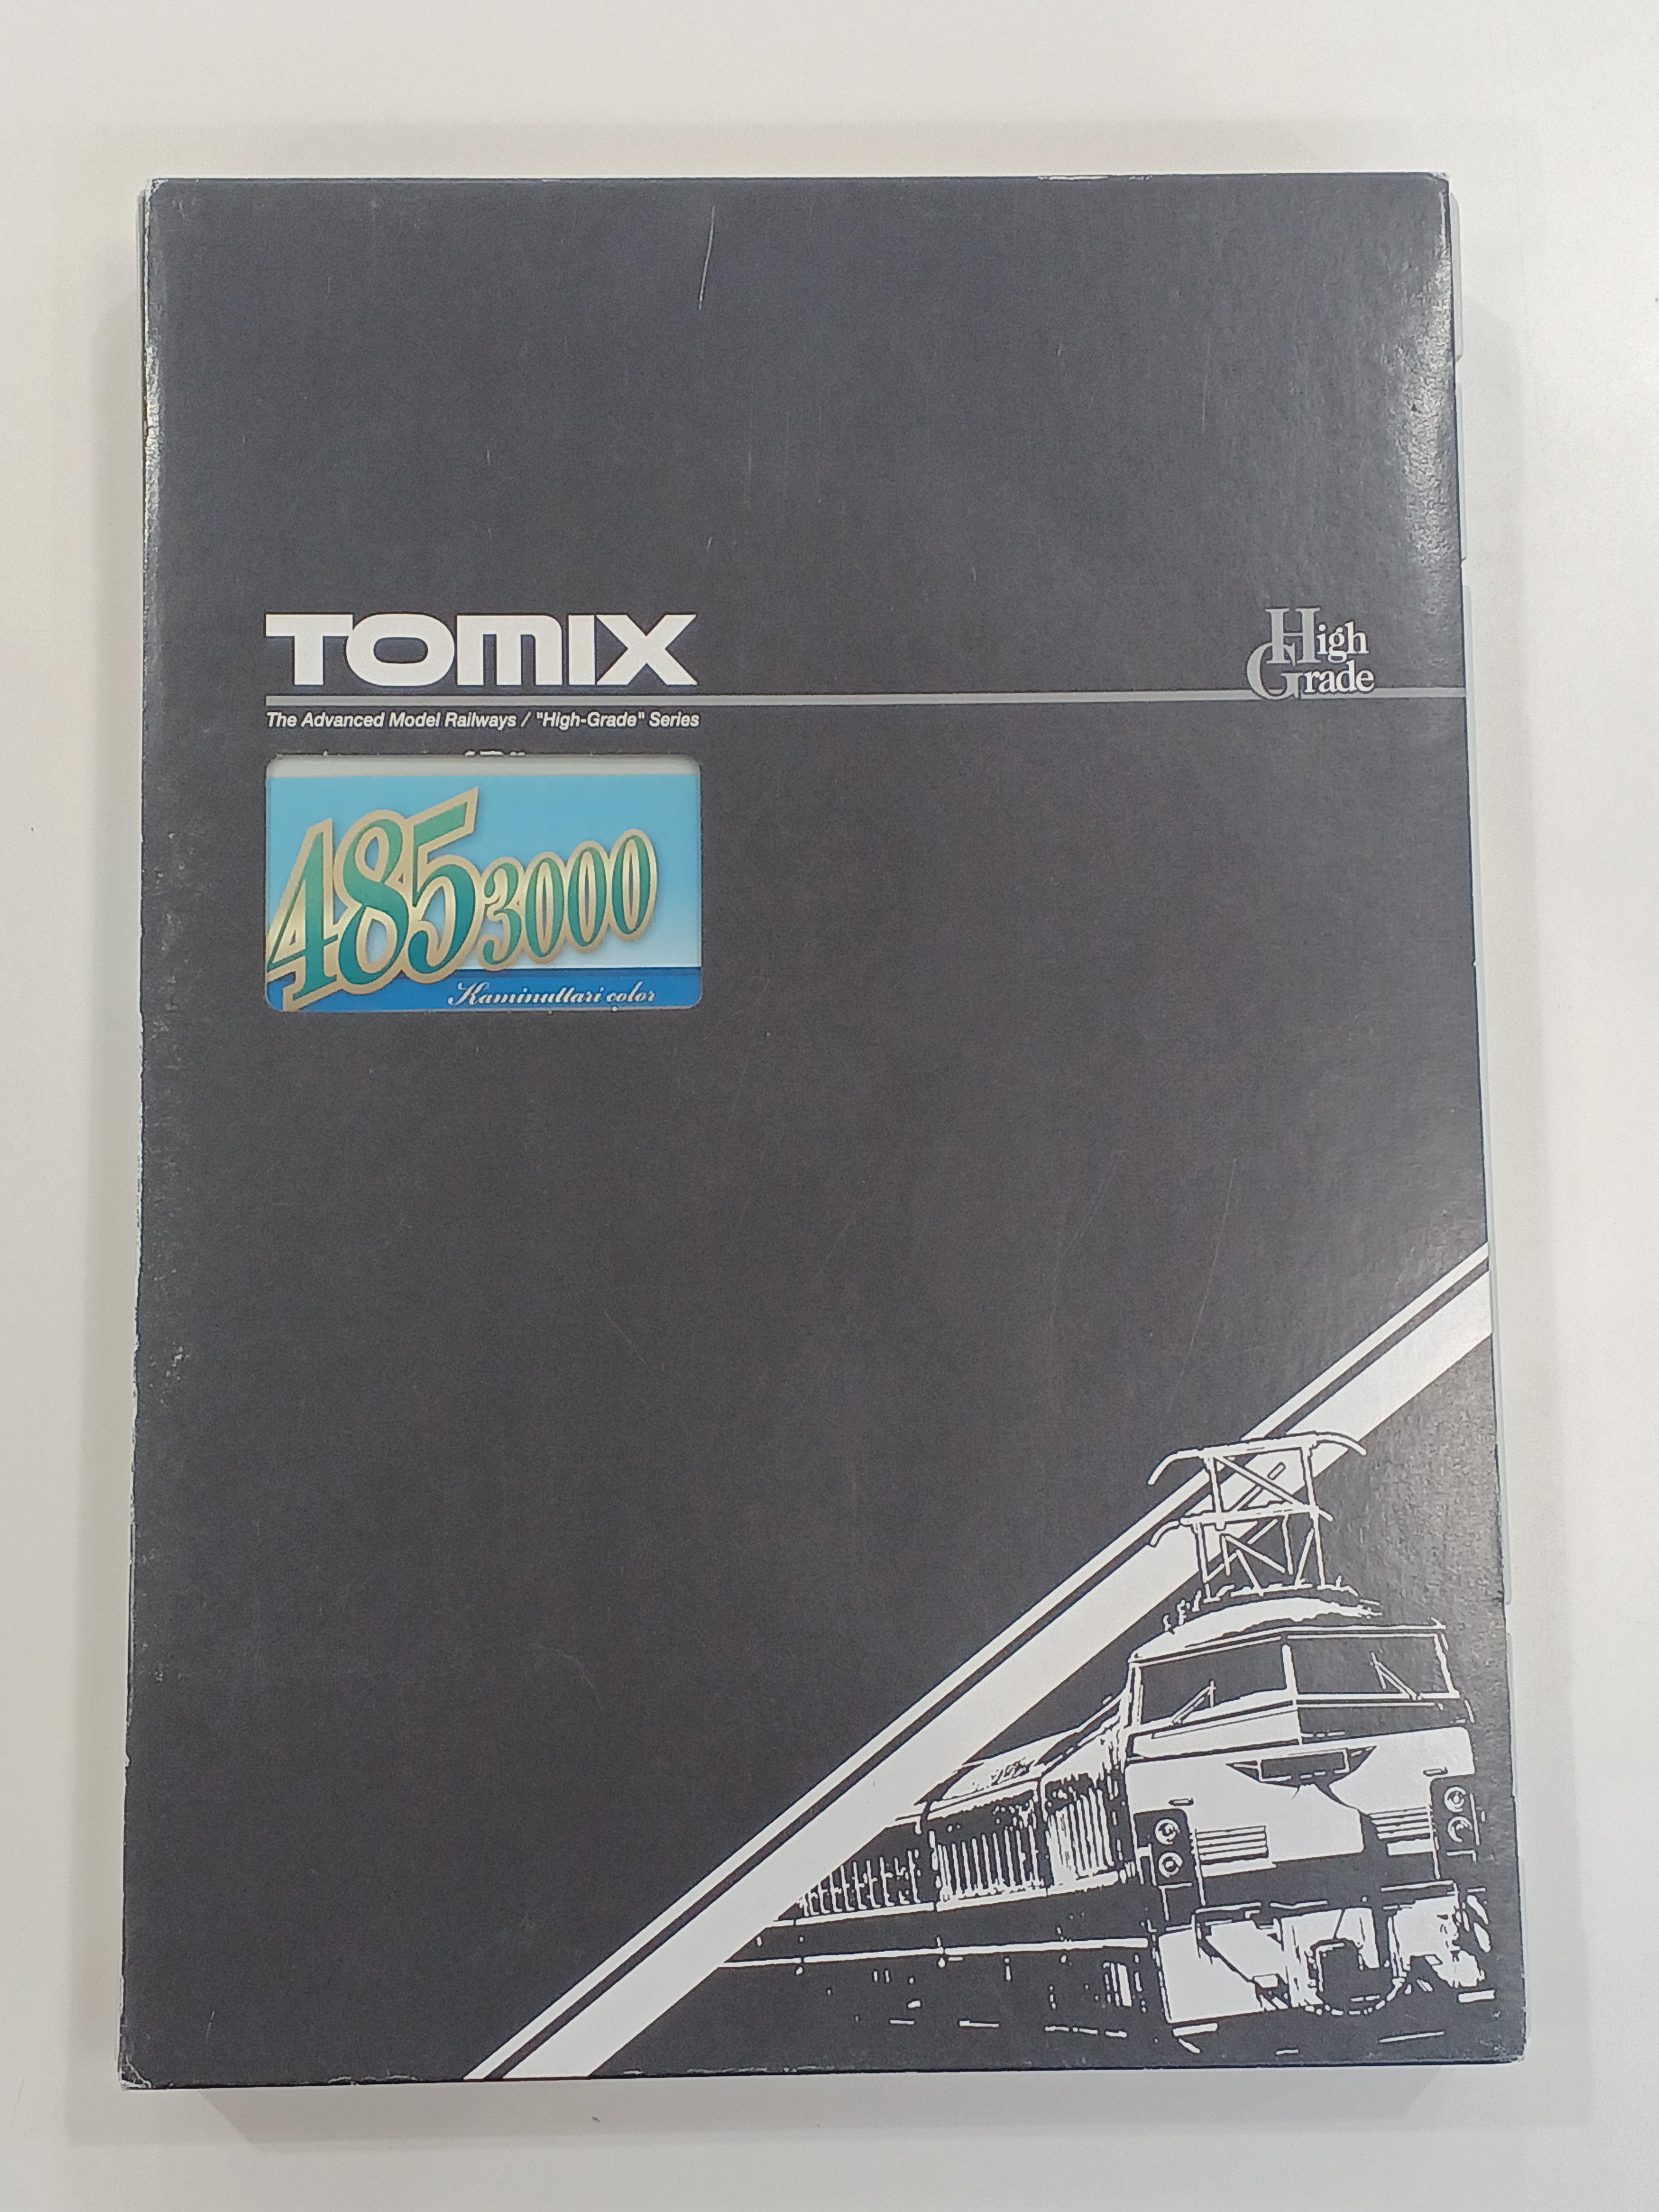 TOMIX
High
Grade
The Advanced Model Railways / "High-Grade" Series
485 3000
Kaminuttari color